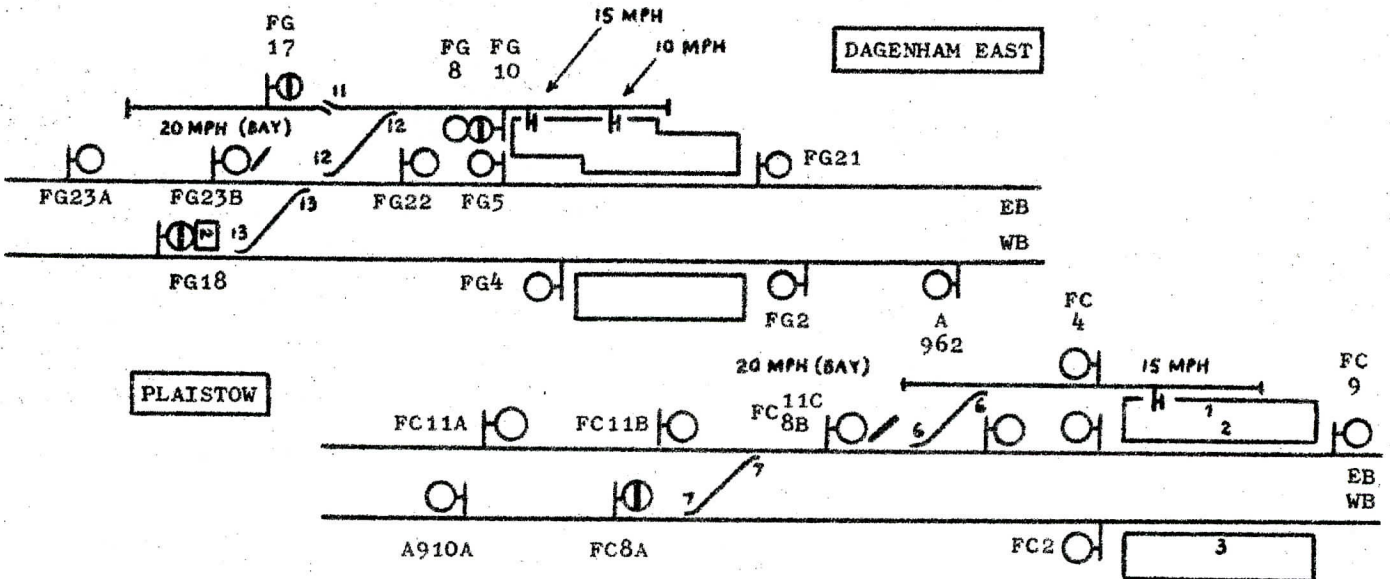 FG
17
FG FG
8 10
15 MPH
10 MPH
DAGENHAM EAST
11
20 MPH (BAY)
12
12
FG23A
FG23B
FG22
FG5
FG21
13
13
EB
WB
FG18
2
FG4
FG2
A
962
FC
4
PLAISTOW
20 MPH (BAY)
15 MPH
FC
9
FC11A
FC11B
FC 11C
8B
6
6
1
2
7
7
EB
WB
A910A
FC8A
FC2
3